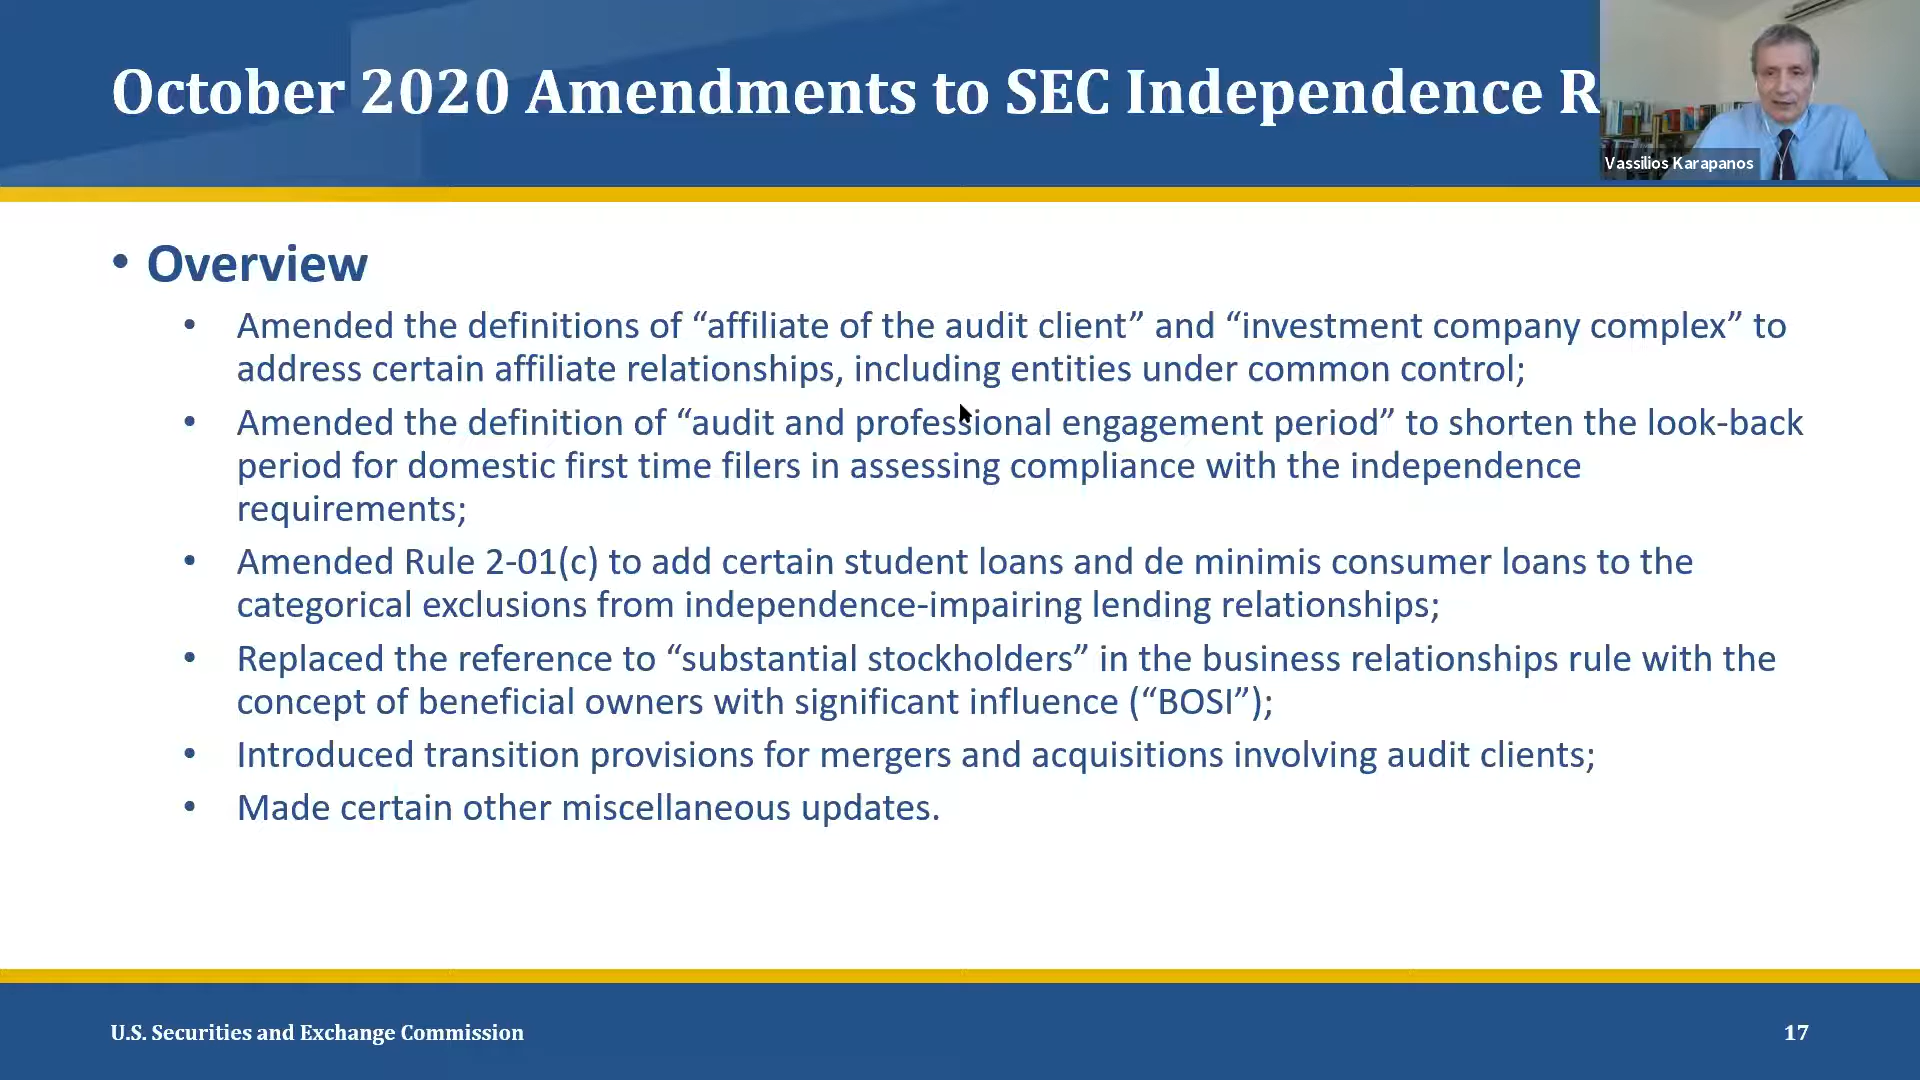 October 2020 Amendments to SEC Independence R
Vassilios Karapanos
• Overview
• Amended the definitions of “affiliate of the audit client” and “investment company complex” to
address certain affiliate relationships, including entities under common control;
• Amended the definition of “audit and professional engagement period” to shorten the look-back
period for domestic first time filers in assessing compliance with the independence
requirements;
• Amended Rule 2-01(c) to add certain student loans and de minimis consumer loans to the
categorical exclusions from independence-impairing lending relationships;
• Replaced the reference to “substantial stockholders” in the business relationships rule with the
concept of beneficial owners with significant influence (“BOSI”);
• Introduced transition provisions for mergers and acquisitions involving audit clients;
• Made certain other miscellaneous updates.
U.S. Securities and Exchange Commission
17